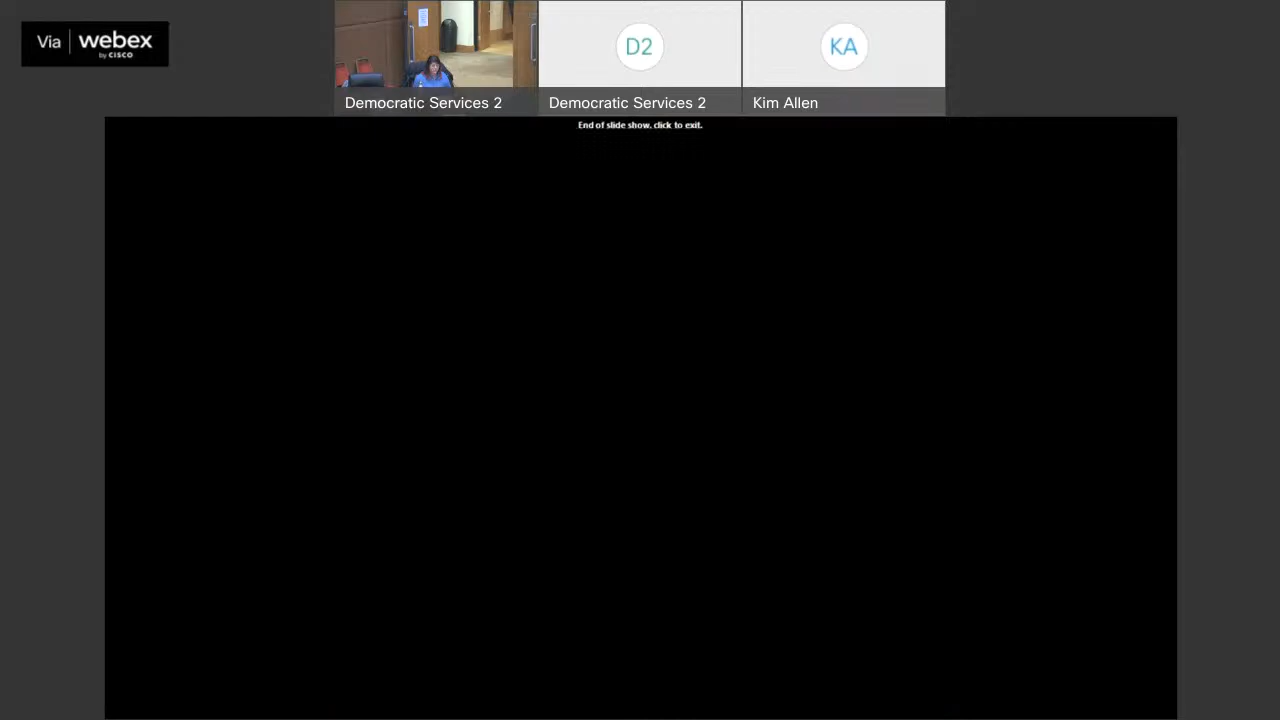 Via webex
by CISCO
D2
KA
Democratic Services 2
Democratic Services 2
Kim Allen
End of slide show, click to exit.